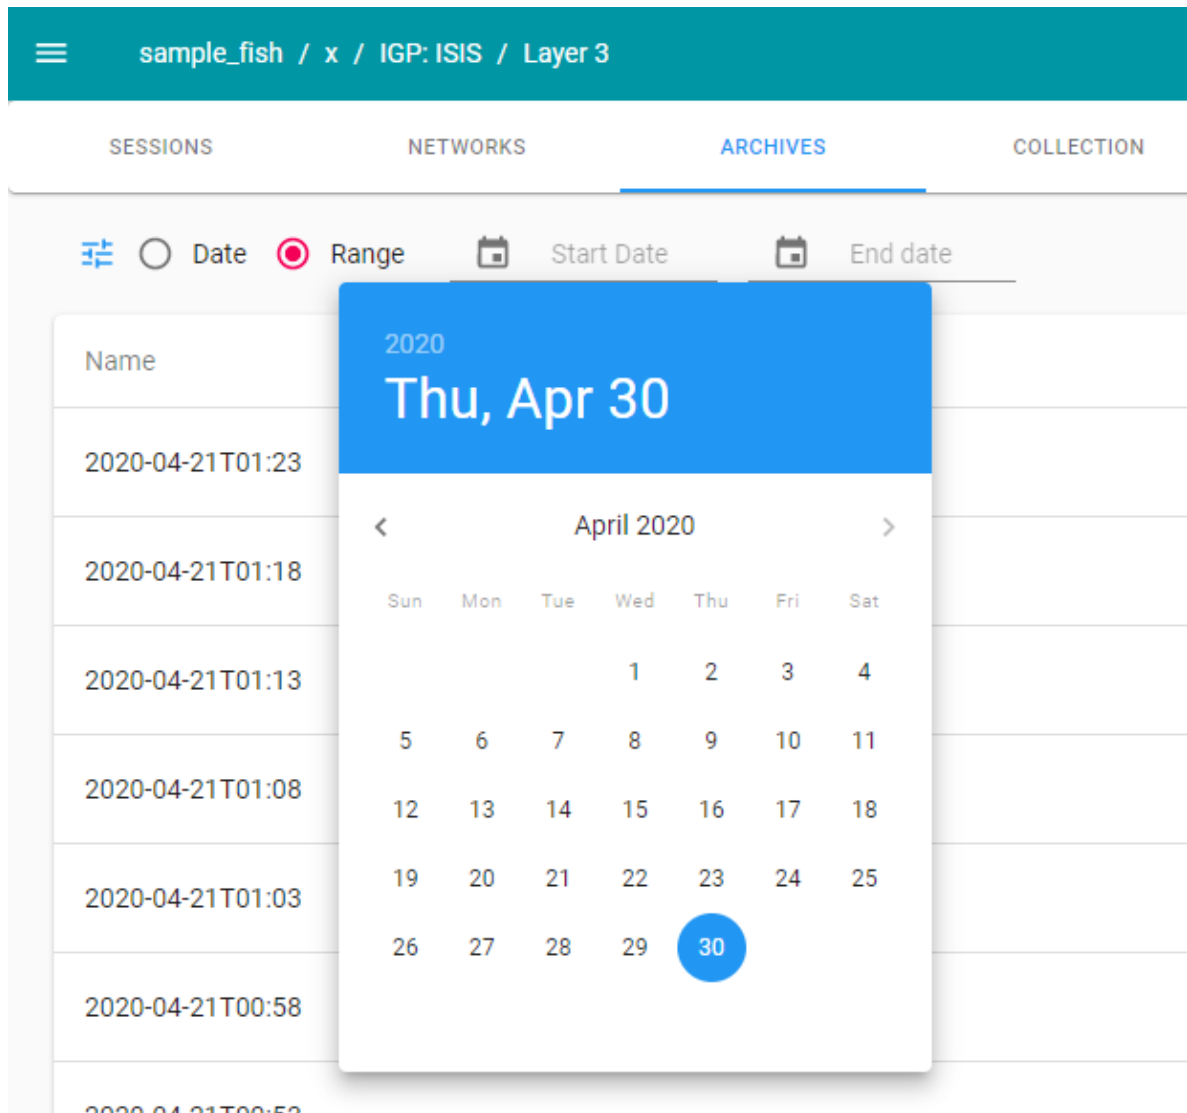 sample_fish / x / IGP: ISIS / Layer 3
SESSIONS NETWORKS ARCHIVES COLLECTION
Date Range Start Date End date
Name
2020-04-21T01:23
2020-04-21T01:18
2020-04-21T01:13
2020-04-21T01:08
2020-04-21T01:03
2020-04-21T00:58
2020-04-21T00:53
2020
Thu, Apr 30
April 2020
Sun Mon Tue Wed Thu Fri Sat
1 2 3 4
5 6 7 8 9 10 11
12 13 14 15 16 17 18
19 20 21 22 23 24 25
26 27 28 29 30